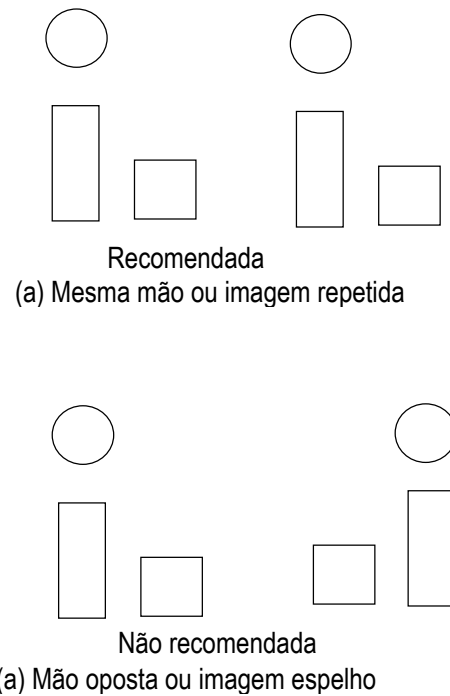 Recomendada
(a) Mesma mão ou imagem repetida
Não recomendada
(a) Mão oposta ou imagem espelho